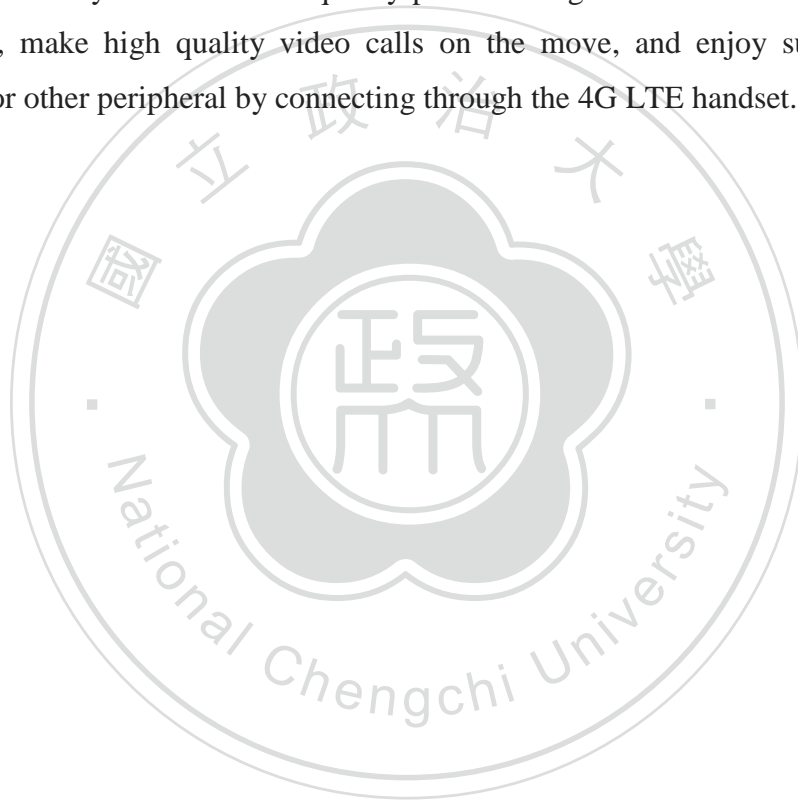 , make high quality video calls on the move, and enjoy
or other peripheral by connecting through the 4G LTE handset.
國立政治大學
政大
National Chengchi University